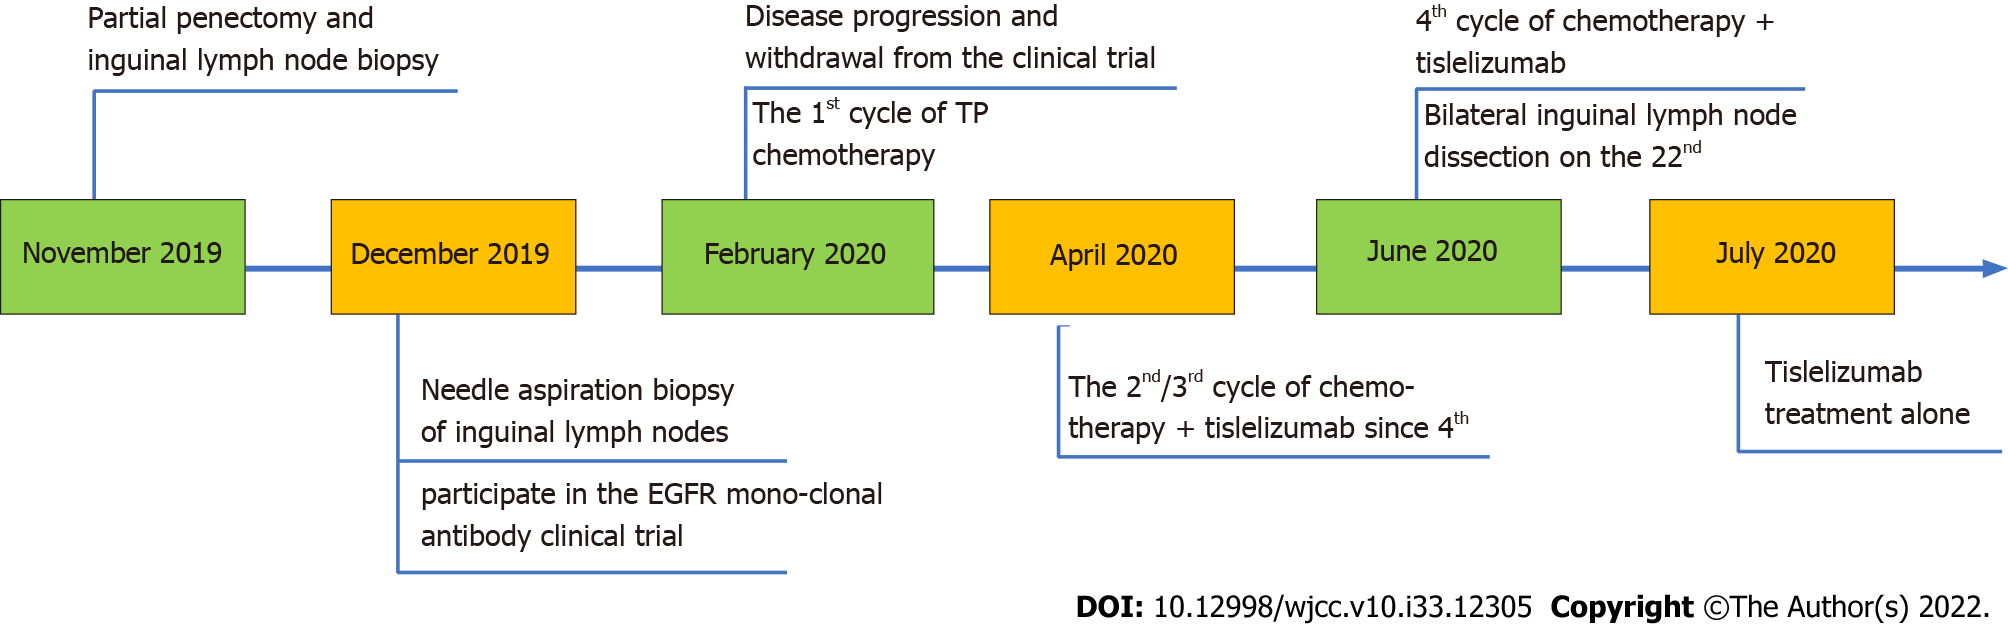 Partial penectomy and
inguinal lymph node biopsy
Disease progression and
withdrawal from the clinical trial
The 1st cycle of TP
chemotherapy
4th cycle of chemotherapy +
tislelizumab
Bilateral inguinal lymph node
dissection on the 22nd
November 2019
December 2019
February 2020
April 2020
June 2020
July 2020
Needle aspiration biopsy
of inguinal lymph nodes
participate in the EGFR mono-clonal
antibody clinical trial
The 2nd/3rd cycle of chemo-
therapy + tislelizumab since 4th
Tislelizumab
treatment alone
DOI: 10.12998/wjcc.v10.i33.12305 Copyright ©The Author(s) 2022.